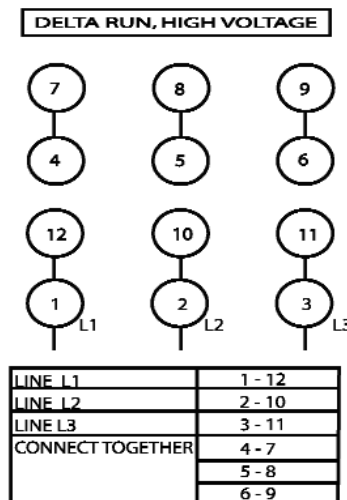 DELTA RUN, HIGH VOLTAGE
7 8 9
4 5 6
12 10 11
1 2 3
L1 L2 L3
LINE L1 1 - 12
LINE L2 2 - 10
LINE L3 3 - 11
CONNECT TOGETHER 4 - 7
5 - 8
6 - 9